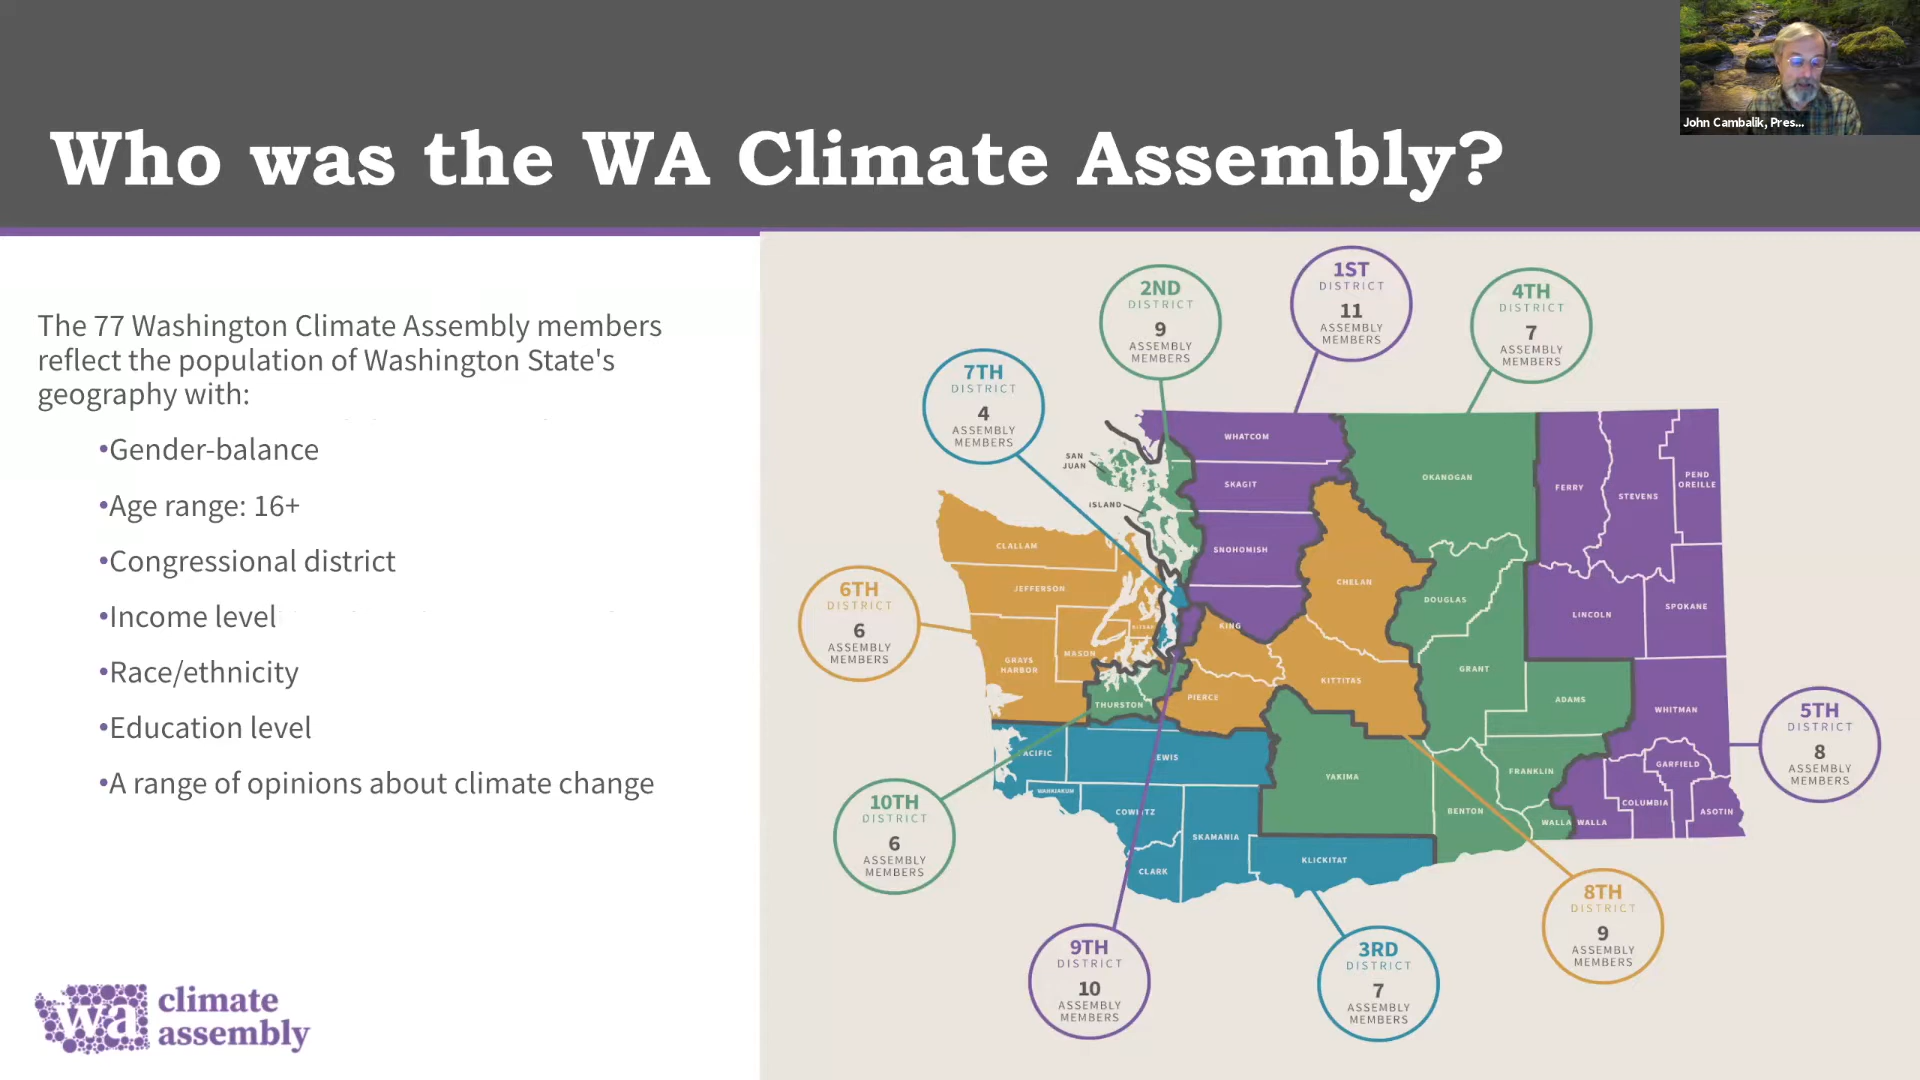 John Cambalik, Pres...
Who was the WA Climate Assembly?
The 77 Washington Climate Assembly members
reflect the population of Washington State's
geography with:
•Gender-balance
•Age range: 16+
•Congressional district
•Income level
•Race/ethnicity
•Education level
•A range of opinions about climate change
wa climate
assembly
1ST
DISTRICT
11
ASSEMBLY
MEMBERS
2ND
DISTRICT
9
ASSEMBLY
MEMBERS
4TH
DISTRICT
7
ASSEMBLY
MEMBERS
7TH
DISTRICT
4
ASSEMBLY
MEMBERS
6TH
DISTRICT
6
ASSEMBLY
MEMBERS
5TH
DISTRICT
8
ASSEMBLY
MEMBERS
10TH
DISTRICT
6
ASSEMBLY
MEMBERS
8TH
DISTRICT
9
ASSEMBLY
MEMBERS
9TH
DISTRICT
10
ASSEMBLY
MEMBERS
3RD
DISTRICT
7
ASSEMBLY
MEMBERS
WHATCOM
SAN
JUAN
SKAGIT
ISLAND
OKANOGAN
FERRY
STEVENS
PEND
OREILLE
CLALLAM
SNOHOMISH
JEFFERSON
CHELAN
DOUGLAS
LINCOLN
SPOKANE
KING
MASON
GRAYS
HARBOR
GRANT
KITTITAS
PIERCE
THURSTON
ADAMS
WHITMAN
PACIFIC
LEWIS
YAKIMA
FRANKLIN
GARFIELD
WAHKIAKUM
COWLITZ
BENTON
COLUMBIA
ASOTIN
WALLA WALLA
SKAMANIA
KLICKITAT
CLARK